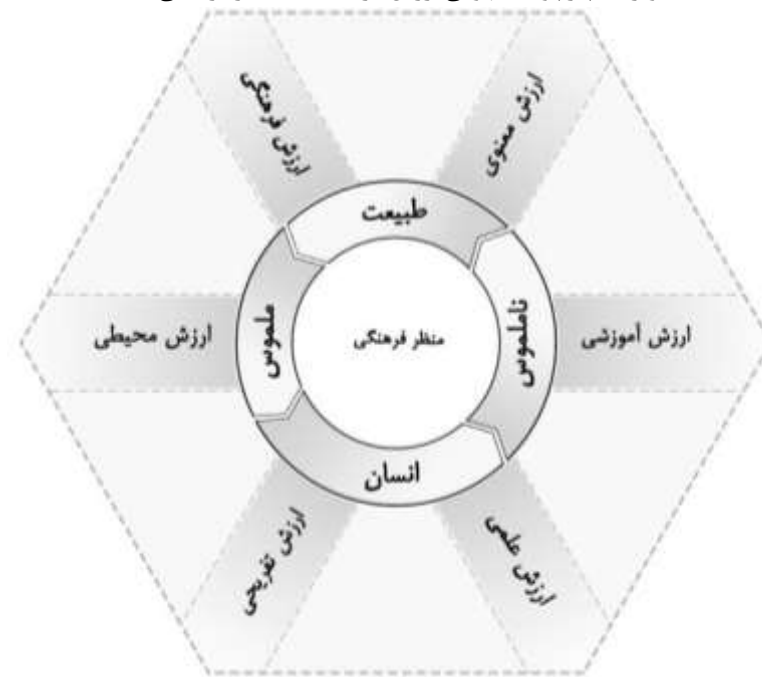 ارزش فرهنگی
ارزش معنوی
طبیعت
ناملموس
ملموس
منظر فرهنگی
ارزش آموزشی
ارزش محیطی
انسان
ارزش علمی
ارزش تفریحی